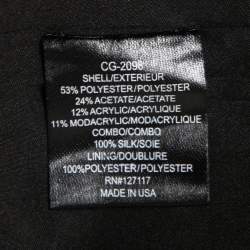 CG-2098
SHELL/EXTERIEUR
53% POLYESTER/POLYESTER
24% ACETATE/ACETATE
12% ACRYLIC/ACRYLIQUE
11% MODACRYLIC/MODACRYLIQUE
COMBO/COMBO
100% SILK/SOIE
LINING/DOUBLURE
100%POLYESTER/POLYESTER
RN#127117
MADE IN USA